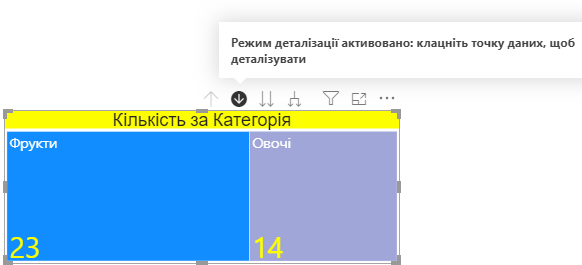 Режим деталізації активовано: клацніть точку даних, щоб
деталізувати
Кількість за Категорія
Фрукти
Овочі
23
14